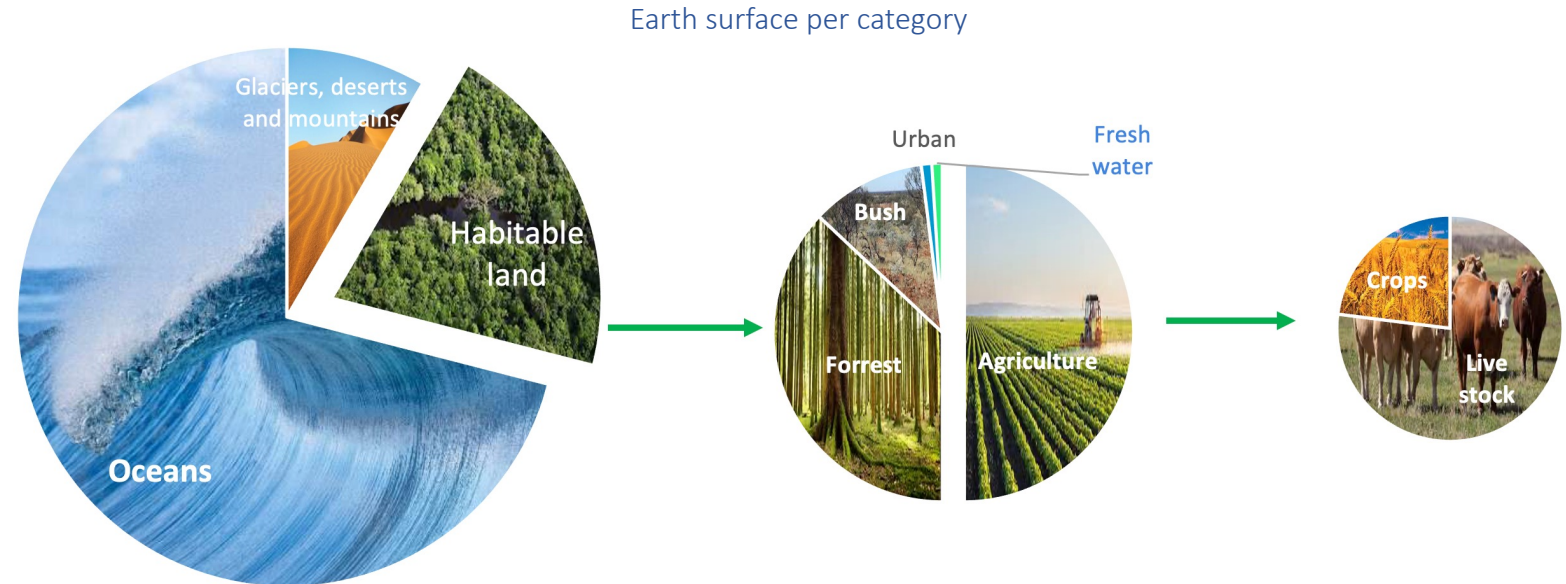 Earth surface per category
Glaciers, deserts
and mountains
Habitable
land
Oceans
Urban
Fresh
water
Bush
Forrest
Agriculture
Crops
Live
stock